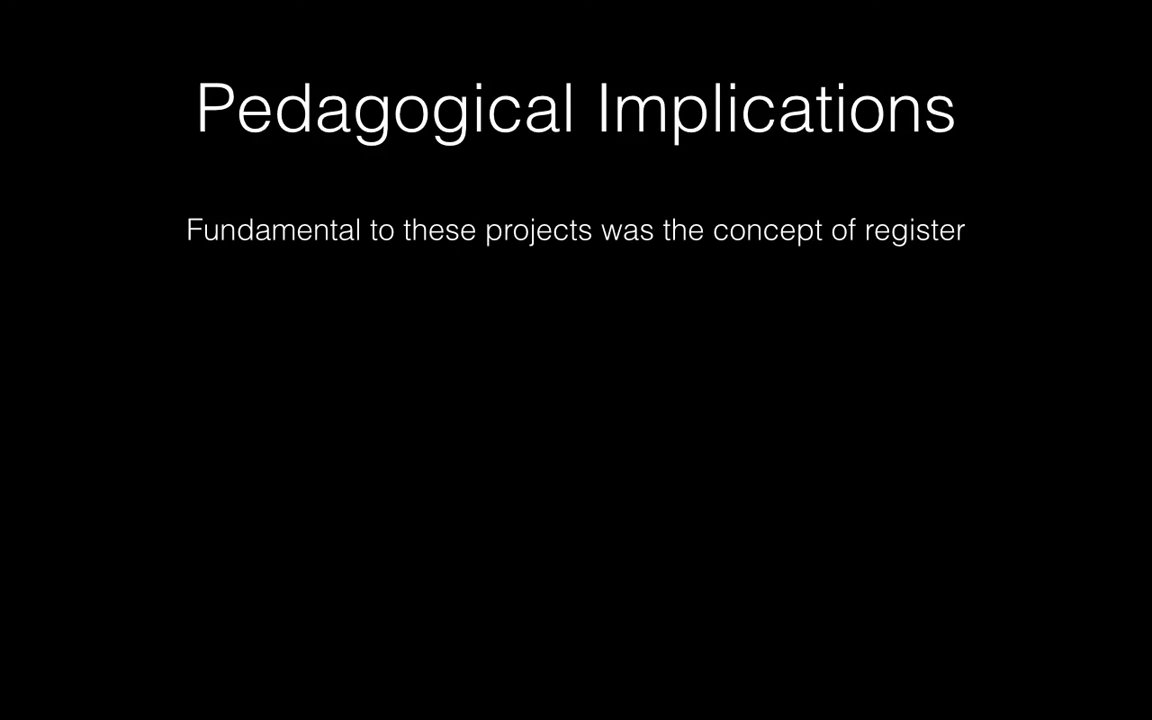 Pedagogical Implications
Fundamental to these projects was the concept of register